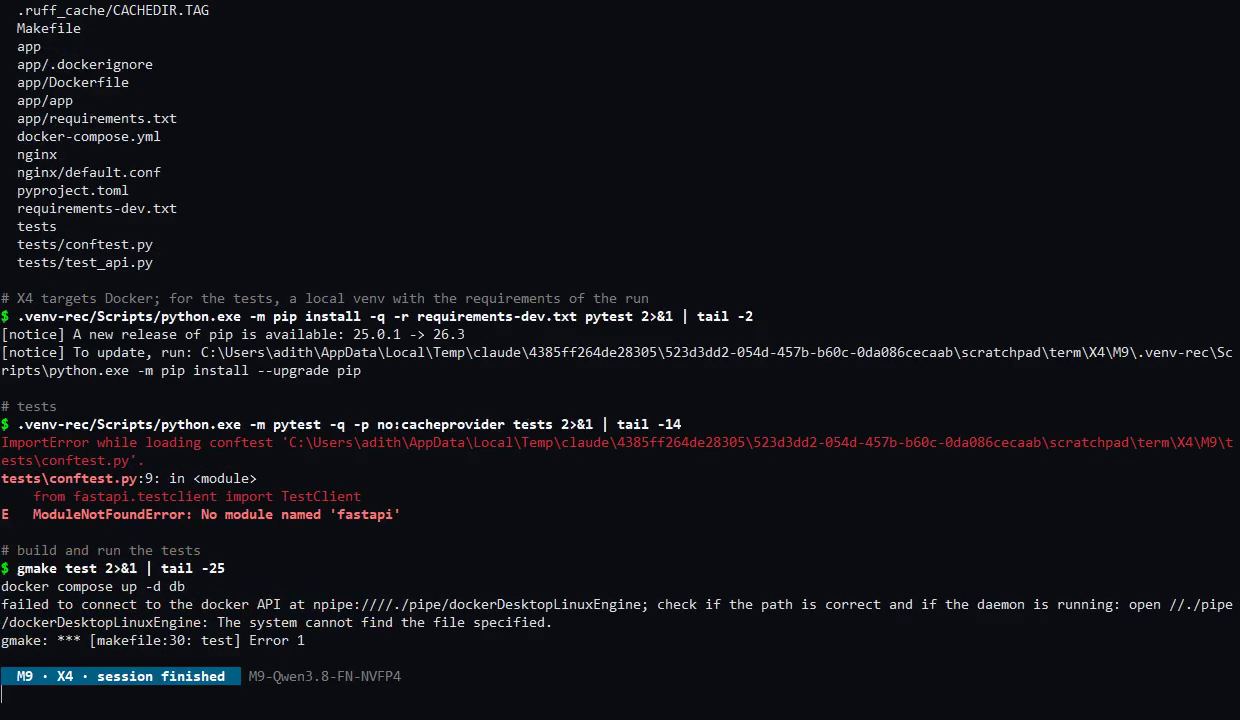 .ruff_cache/CACHEDIR.TAG
Makefile
app
app/.dockerignore
app/Dockerfile
app/app
app/requirements.txt
docker-compose.yml
nginx
nginx/default.conf
pyproject.toml
requirements-dev.txt
tests
tests/conftest.py
tests/test_api.py
# X4 targets Docker; for the tests, a local venv with the requirements of the run
$ .venv-rec/Scripts/python.exe -m pip install -q -r requirements-dev.txt pytest 2>&1 | tail -2
[notice] A new release of pip is available: 25.0.1 -> 26.3
[notice] To update, run: C:\Users\adith\AppData\Local\Temp\claude\4385ff264de28305\523d3dd2-054d-457b-b60c-0da086cecaab\scratchpad\term\X4\M9\.venv-rec\Sc
ripts\python.exe -m pip install --upgrade pip
# tests
$ .venv-rec/Scripts/python.exe -m pytest -q -p no:cacheprovider tests 2>&1 | tail -14
ImportError while loading conftest 'C:\Users\adith\AppData\Local\Temp\claude\4385ff264de28305\523d3dd2-054d-457b-b60c-0da086cecaab\scratchpad\term\X4\M9\t
ests\conftest.py'.
tests\conftest.py:9: in <module>
from fastapi.testclient import TestClient
E   ModuleNotFoundError: No module named 'fastapi'
# build and run the tests
$ gmake test 2>&1 | tail -25
docker compose up -d db
failed to connect to the docker API at npipe:////./pipe/dockerDesktopLinuxEngine; check if the path is correct and if the daemon is running: open //./pipe
/dockerDesktopLinuxEngine: The system cannot find the file specified.
gmake: *** [makefile:30: test] Error 1
M9 · X4 · session finished M9-Qwen3.8-FN-NVFP4